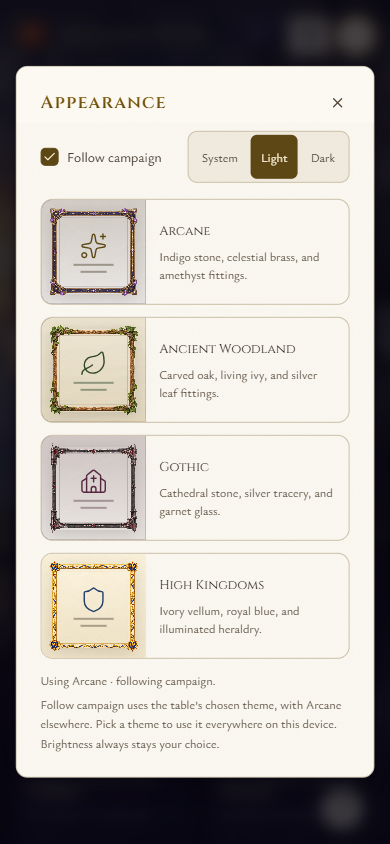 APPEARANCE
Follow campaign
System
Light
Dark
ARCANE
Indigo stone, celestial brass, and
amethyst fittings.
ANCIENT WOODLAND
Carved oak, living ivy, and silver
leaf fittings.
GOTHIC
Cathedral stone, silver tracery, and
garnet glass.
HIGH KINGDOMS
Ivory vellum, royal blue, and
illuminated heraldry.
Using Arcane · following campaign.
Follow campaign uses the table's chosen theme, with Arcane
elsewhere. Pick a theme to use it everywhere on this device.
Brightness always stays your choice.